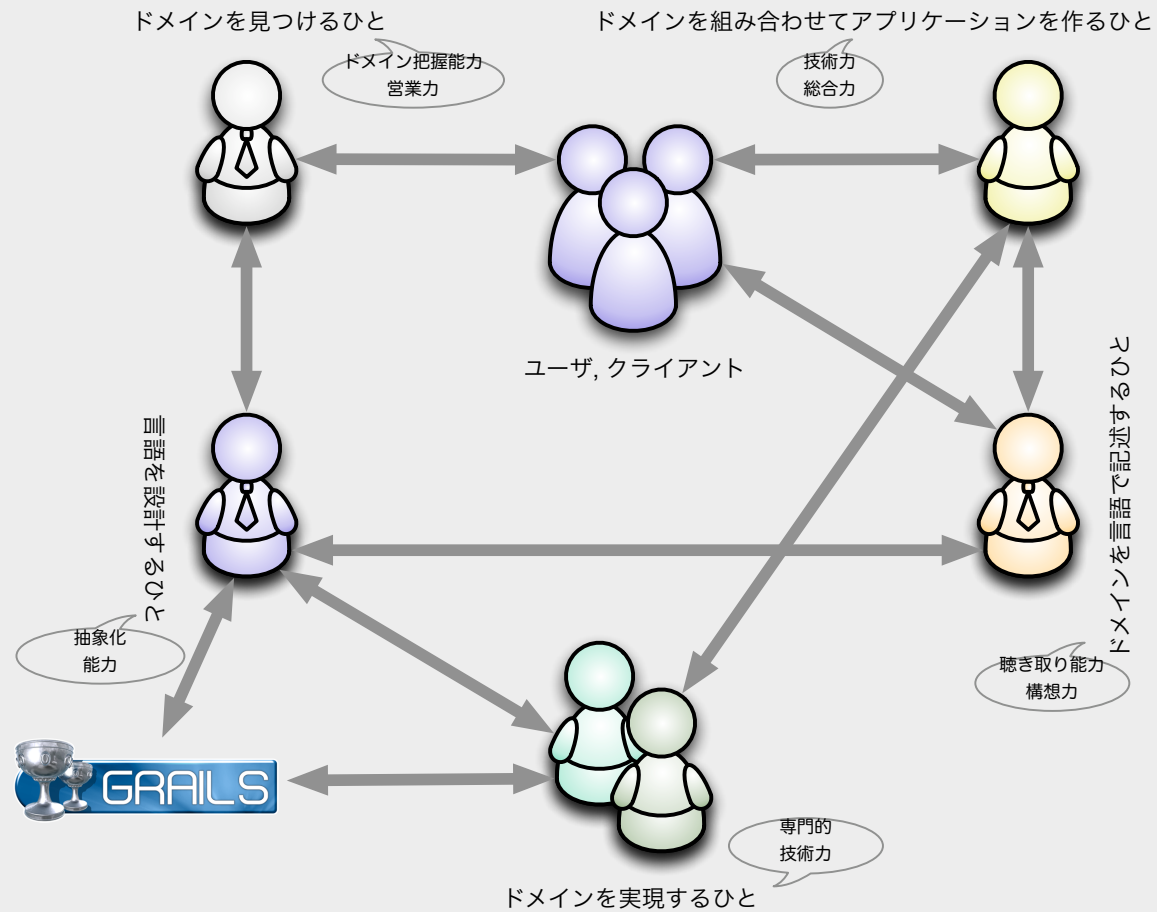 ドメインを見つけるひと
ドメインを組み合わせてアプリケーションを作るひと
ドメイン把握能力
営業力
技術力
総合力
ユーザ, クライアント
言語を設計するひと
ドメインを言語で記述するひと
抽象化
能力
聴き取り能力
構想力
GRAILS
専門的
技術力
ドメインを実現するひと